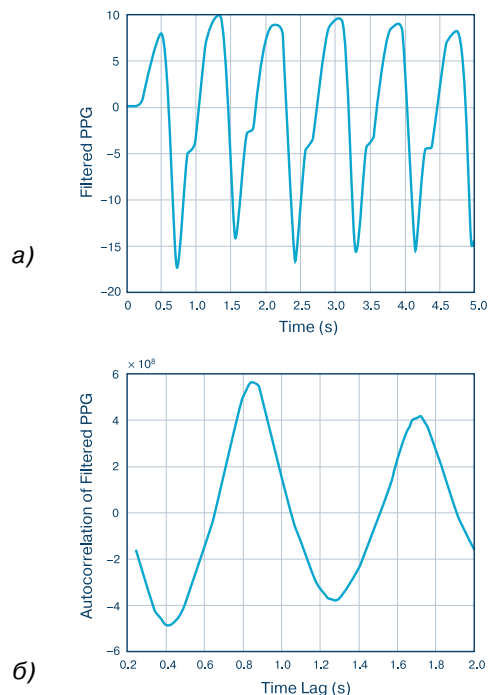 10
5
0
−5
−10
−15
20
Filtered PPG
0 0.5 1.0 1.5 2.0 2.5 3.0 3.5 4.0 4.5 5.0
Time (s)
а)
× 10⁸
6
4
2
0
−2
−4
−6
Autocorrelation of Filtered PPG
0.2 0.4 0.6 0.8 1.0 1.2 1.4 1.6 1.8 2.0
Time Lag (s)
б)